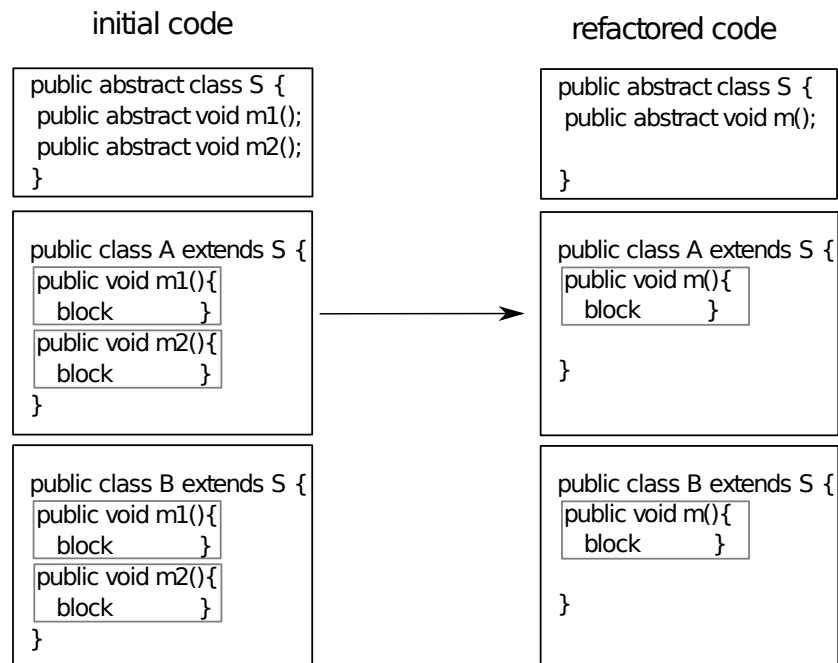 initial code
public abstract class S {
public abstract void m1();
public abstract void m2();
}
public class A extends S {
public void m1(){
block }
public void m2(){
block }
}
public class B extends S {
public void m1(){
block }
public void m2(){
block }
}
refactored code
public abstract class S {
public abstract void m();
}
public class A extends S {
public void m(){
block }
}
public class B extends S {
public void m(){
block }
}